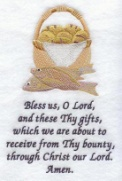 Bless us, O Lord,
and these Thy gifts,
which we are about to
receive from Thy bounty,
through Christ our Lord.
Amen.